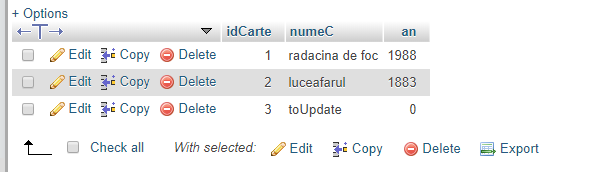 + Options
idCarte numeC an
Edit Copy Delete 1 radacina de foc 1988
Edit Copy Delete 2 luceafarul 1883
Edit Copy Delete 3 toUpdate 0
Check all With selected: Edit Copy Delete Export